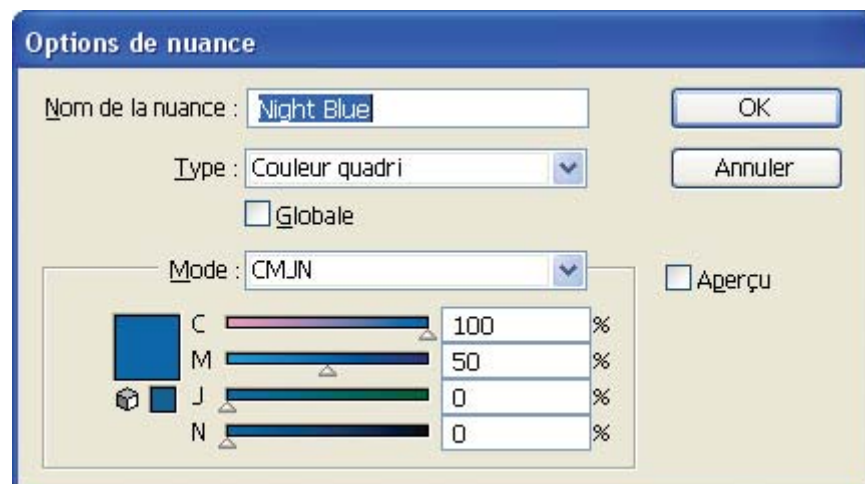 Options de nuance
Nom de la nuance : Night Blue
OK
Type : Couleur quadri
Annuler
Globale
Mode : CMJN
Aperçu
C 100 %
M 50 %
J 0 %
N 0 %